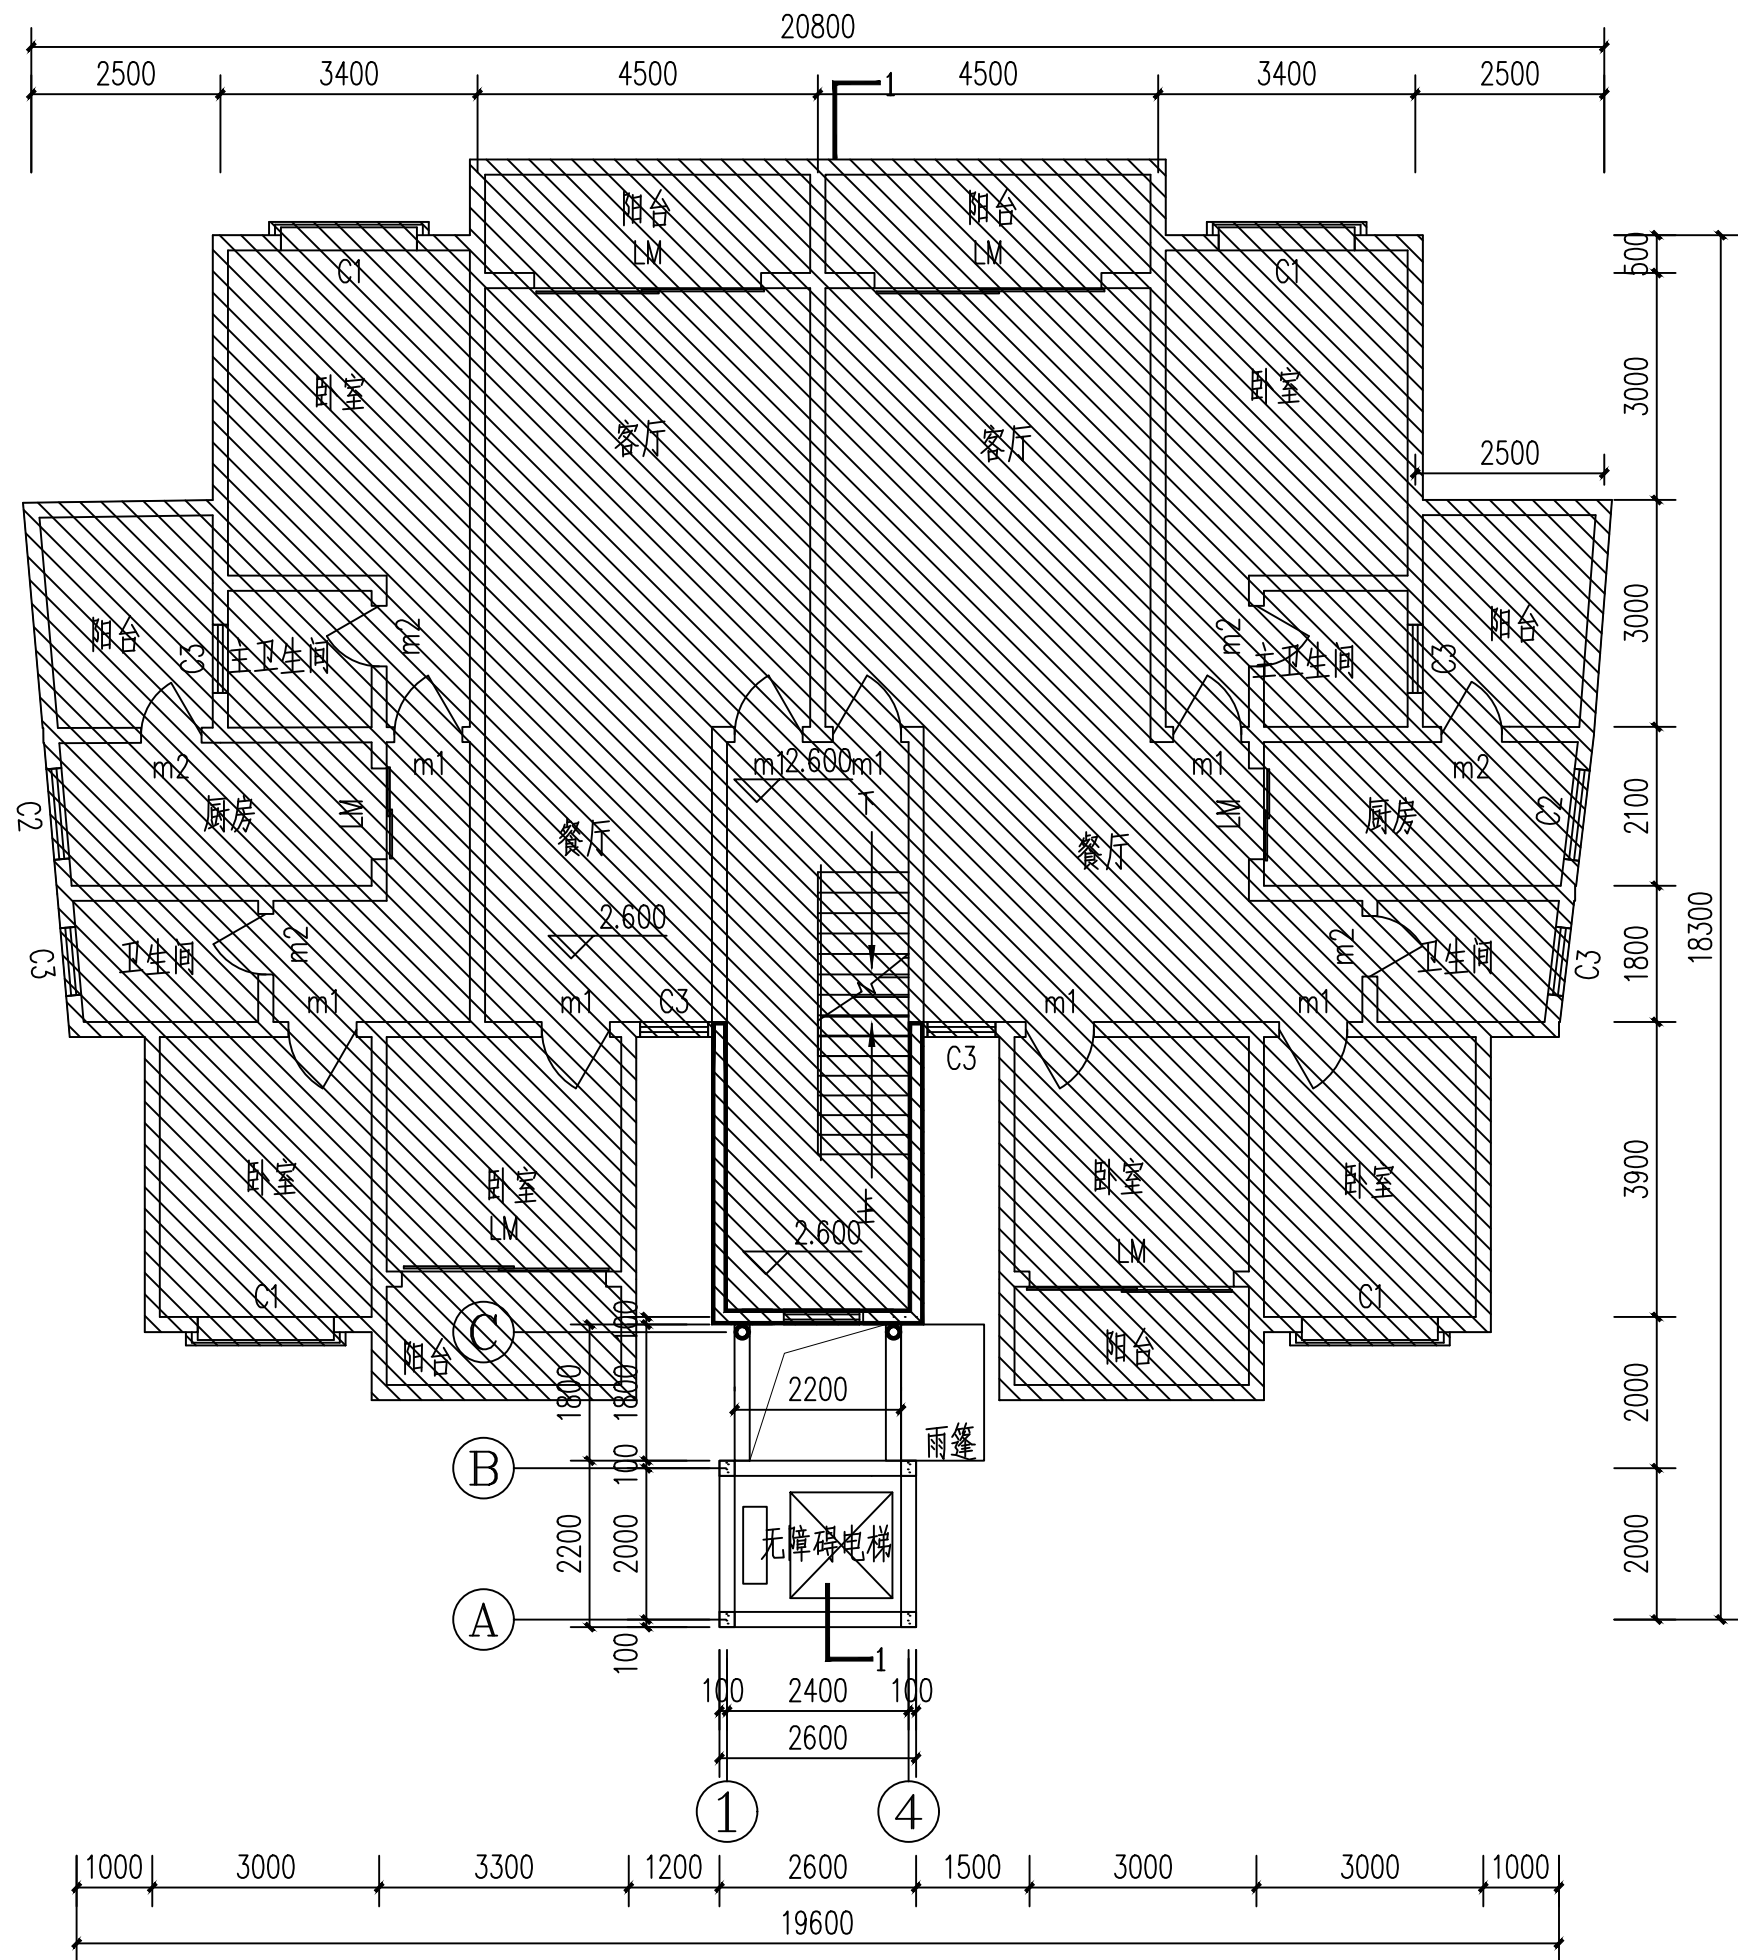 20800
2500 3400 4500 4500 3400 2500
1
阳台 阳台
LM LM
C1 C1
500
卧室 卧室
3000
客厅 客厅
2500
阳台 C3 主卫生间 m2 m2 主卫生间 C3 阳台
3000
m2 m1 m1 2.600 m1 m1 m2
下
C2 厨房 LM 餐厅 餐厅 LM 厨房 C2
2100
18300
2.600
C3 卫生间 m2 m2 卫生间 C3
1800
m1 m1 C3 m1 m1
C3
卧室 卧室 卧室 卧室
3900
上
LM 2.600 LM
C1 C1
100
C
阳台 阳台
1800 1800 2200
2000
雨篷
B
100
2200 2000 无障碍电梯
2000
A
100
1
100 2400 100
2600
1 4
1000 3000 3300 1200 2600 1500 3000 3000 1000
19600